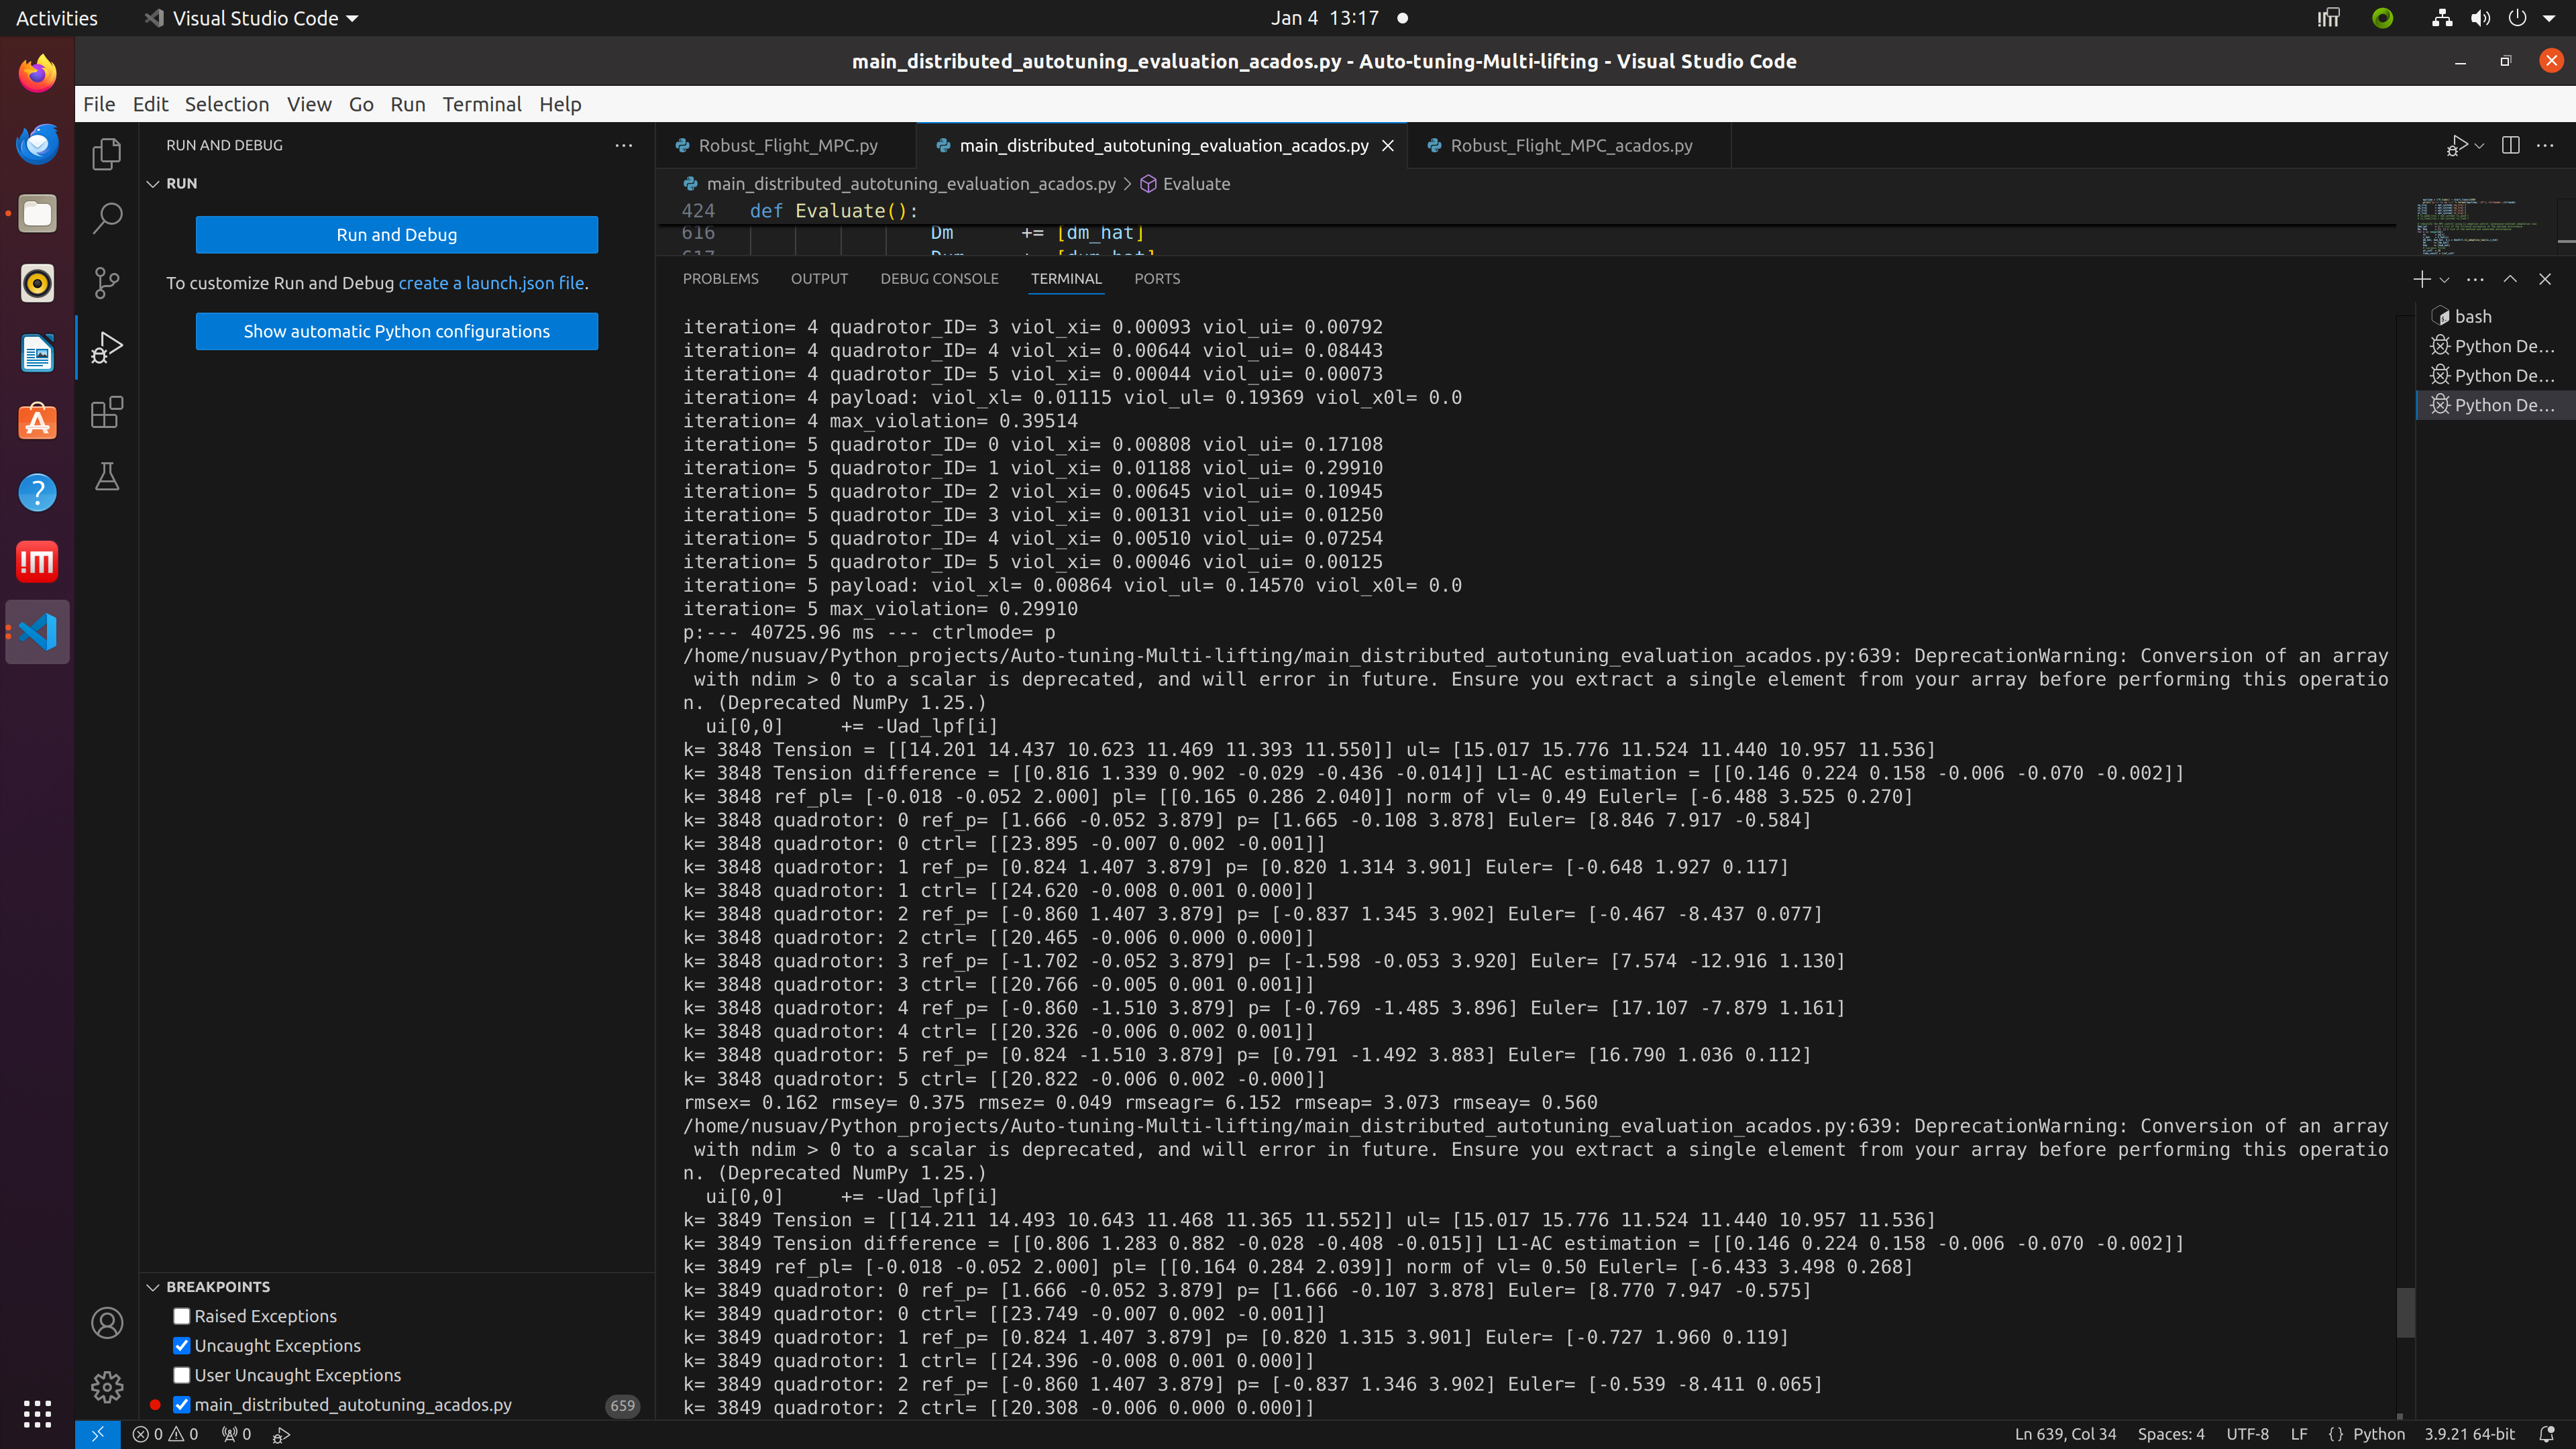 Activities
Visual Studio Code
Jan 4 13:17
main_distributed_autotuning_evaluation_acados.py - Auto-tuning-Multi-lifting - Visual Studio Code
File Edit Selection View Go Run Terminal Help
RUN AND DEBUG
RUN
Run and Debug
To customize Run and Debug create a launch.json file.
Show automatic Python configurations
Robust_Flight_MPC.py
main_distributed_autotuning_evaluation_acados.py
Robust_Flight_MPC_acados.py
main_distributed_autotuning_evaluation_acados.py > Evaluate
424 def Evaluate():
616 Dm += [dm_hat]
PROBLEMS OUTPUT DEBUG CONSOLE TERMINAL PORTS
iteration= 4 quadrotor_ID= 3 viol_xi= 0.00093 viol_ui= 0.00792
iteration= 4 quadrotor_ID= 4 viol_xi= 0.00644 viol_ui= 0.08443
iteration= 4 quadrotor_ID= 5 viol_xi= 0.00044 viol_ui= 0.00073
iteration= 4 payload: viol_xl= 0.01115 viol_ul= 0.19369 viol_x0l= 0.0
iteration= 4 max_violation= 0.39514
iteration= 5 quadrotor_ID= 0 viol_xi= 0.00808 viol_ui= 0.17108
iteration= 5 quadrotor_ID= 1 viol_xi= 0.01188 viol_ui= 0.29910
iteration= 5 quadrotor_ID= 2 viol_xi= 0.00645 viol_ui= 0.10945
iteration= 5 quadrotor_ID= 3 viol_xi= 0.00131 viol_ui= 0.01250
iteration= 5 quadrotor_ID= 4 viol_xi= 0.00510 viol_ui= 0.07254
iteration= 5 quadrotor_ID= 5 viol_xi= 0.00046 viol_ui= 0.00125
iteration= 5 payload: viol_xl= 0.00864 viol_ul= 0.14570 viol_x0l= 0.0
iteration= 5 max_violation= 0.29910
p:--- 40725.96 ms --- ctrlmode= p
/home/nusuav/Python_projects/Auto-tuning-Multi-lifting/main_distributed_autotuning_evaluation_acados.py:639: DeprecationWarning: Conversion of an array
with ndim > 0 to a scalar is deprecated, and will error in future. Ensure you extract a single element from your array before performing this operatio
n. (Deprecated NumPy 1.25.)
ui[0,0] += -Uad_lpf[i]
k= 3848 Tension = [[14.201 14.437 10.623 11.469 11.393 11.550]] ul= [15.017 15.776 11.524 11.440 10.957 11.536]
k= 3848 Tension difference = [[0.816 1.339 0.902 -0.029 -0.436 -0.014]] L1-AC estimation = [[0.146 0.224 0.158 -0.006 -0.070 -0.002]]
k= 3848 ref_pl= [-0.018 -0.052 2.000] pl= [[0.165 0.286 2.040]] norm of vl= 0.49 Eulerl= [-6.488 3.525 0.270]
k= 3848 quadrotor: 0 ref_p= [1.666 -0.052 3.879] p= [1.665 -0.108 3.878] Euler= [8.846 7.917 -0.584]
k= 3848 quadrotor: 0 ctrl= [[23.895 -0.007 0.002 -0.001]]
k= 3848 quadrotor: 1 ref_p= [0.824 1.407 3.879] p= [0.820 1.314 3.901] Euler= [-0.648 1.927 0.117]
k= 3848 quadrotor: 1 ctrl= [[24.620 -0.008 0.001 0.000]]
k= 3848 quadrotor: 2 ref_p= [-0.860 1.407 3.879] p= [-0.837 1.345 3.902] Euler= [-0.467 -8.437 0.077]
k= 3848 quadrotor: 2 ctrl= [[20.465 -0.006 0.000 0.000]]
k= 3848 quadrotor: 3 ref_p= [-1.702 -0.052 3.879] p= [-1.598 -0.053 3.920] Euler= [7.574 -12.916 1.130]
k= 3848 quadrotor: 3 ctrl= [[20.766 -0.005 0.001 0.001]]
k= 3848 quadrotor: 4 ref_p= [-0.860 -1.510 3.879] p= [-0.769 -1.485 3.896] Euler= [17.107 -7.879 1.161]
k= 3848 quadrotor: 4 ctrl= [[20.326 -0.006 0.002 0.001]]
k= 3848 quadrotor: 5 ref_p= [0.824 -1.510 3.879] p= [0.791 -1.492 3.883] Euler= [16.790 1.036 0.112]
k= 3848 quadrotor: 5 ctrl= [[20.822 -0.006 0.002 -0.000]]
rmsex= 0.162 rmsey= 0.375 rmsez= 0.049 rmseagr= 6.152 rmseap= 3.073 rmseay= 0.560
/home/nusuav/Python_projects/Auto-tuning-Multi-lifting/main_distributed_autotuning_evaluation_acados.py:639: DeprecationWarning: Conversion of an array
with ndim > 0 to a scalar is deprecated, and will error in future. Ensure you extract a single element from your array before performing this operatio
n. (Deprecated NumPy 1.25.)
ui[0,0] += -Uad_lpf[i]
k= 3849 Tension = [[14.211 14.493 10.643 11.468 11.365 11.552]] ul= [15.017 15.776 11.524 11.440 10.957 11.536]
k= 3849 Tension difference = [[0.806 1.283 0.882 -0.028 -0.408 -0.015]] L1-AC estimation = [[0.146 0.224 0.158 -0.006 -0.070 -0.002]]
k= 3849 ref_pl= [-0.018 -0.052 2.000] pl= [[0.164 0.284 2.039]] norm of vl= 0.50 Eulerl= [-6.433 3.498 0.268]
k= 3849 quadrotor: 0 ref_p= [1.666 -0.052 3.879] p= [1.666 -0.107 3.878] Euler= [8.770 7.947 -0.575]
k= 3849 quadrotor: 0 ctrl= [[23.749 -0.007 0.002 -0.001]]
k= 3849 quadrotor: 1 ref_p= [0.824 1.407 3.879] p= [0.820 1.315 3.901] Euler= [-0.727 1.960 0.119]
k= 3849 quadrotor: 1 ctrl= [[24.396 -0.008 0.001 0.000]]
k= 3849 quadrotor: 2 ref_p= [-0.860 1.407 3.879] p= [-0.837 1.346 3.902] Euler= [-0.539 -8.411 0.065]
k= 3849 quadrotor: 2 ctrl= [[20.308 -0.006 0.000 0.000]]
bash
Python De...
Python De...
Python De...
BREAKPOINTS
Raised Exceptions
Uncaught Exceptions
User Uncaught Exceptions
main_distributed_autotuning_acados.py 659
0 0 0
Ln 639, Col 34 Spaces: 4 UTF-8 LF {} Python 3.9.21 64-bit